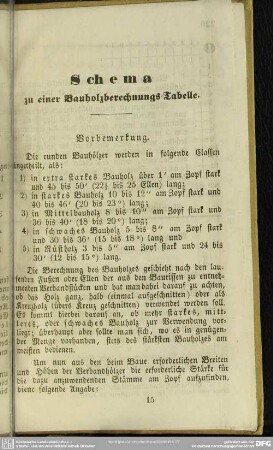 Schema
zu einer Bauholzberechnungs-Tabelle.
Vorbemerkung.
Die runden Bauhölzer werden in folgende Classen
eingetheilt, als:
1) in extra starkes Bauholz über 1' am Zopf stark
und 45 bis 50' (22½ bis 25 Ellen) lang;
2) in starkes Bauholz 10 bis 12" am Zopf stark und
40 bis 46' (20 bis 23") lang;
3) in Mittelbauholz 8 bis 10" am Zopf stark und
36 bis 40' (18 bis 20") lang;
4) in schwaches Bauholz 5 bis 8" am Zopf stark
und 30 bis 36' (15 bis 18") lang und
5) in Rüstholz 3 bis 5" am Zopf stark und 24 bis
30' (12 bis 15") lang.
Die Berechnung des Bauholzes geschieht nach den lau-
fenden Fußen oder Ellen der aus den Baurissen zu entneh-
menden Verbandstücken und hat man dabei darauf zu achten,
ob das Holz ganz, halb (einmal aufgeschnitten) oder als
Kreuzholz (übers Kreuz geschnitten) verwendet werden soll.
Es kommt hierbei darauf an, ob mehr starkes, mitt-
leres, oder schwaches Bauholz zur Verwendung vor-
liegt; überhaupt aber sollte man sich, wo es in genügen-
der Menge vorhanden, stets des stärksten Bauholzes am
meisten bedienen.
Um nun aus den beim Baue erforderlichen Breiten
und Höhen der Verbandhölzer die erforderliche Stärke für
die dazu anzuwendenden Stämme am Zopf aufzufinden,
diene folgende Angabe:
15